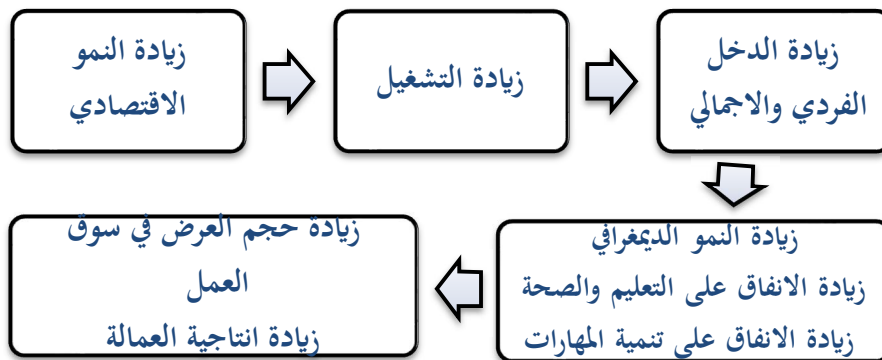 زيادة النمو
الاقتصادي
زيادة التشغيل
زيادة الدخل
الفردي والاجمالي
زيادة النمو الديمغرافي
زيادة الانفاق على التعليم والصحة
زيادة الانفاق على تنمية المهارات
زيادة حجم العرض في سوق
العمل
زيادة انتاجية العمالة